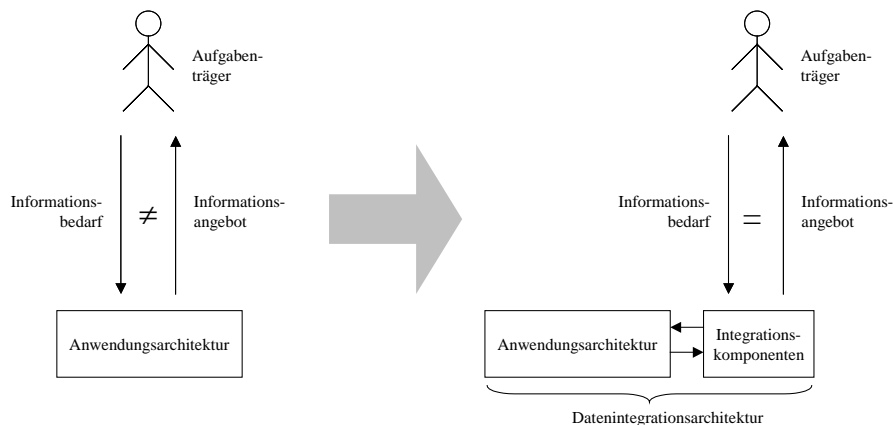 Aufgaben-
träger
Informations-
bedarf
≠
Informations-
angebot
Anwendungsarchitektur
Aufgaben-
träger
Informations-
bedarf
=
Informations-
angebot
Anwendungsarchitektur
Integrations-
komponenten
Datenintegrationsarchitektur